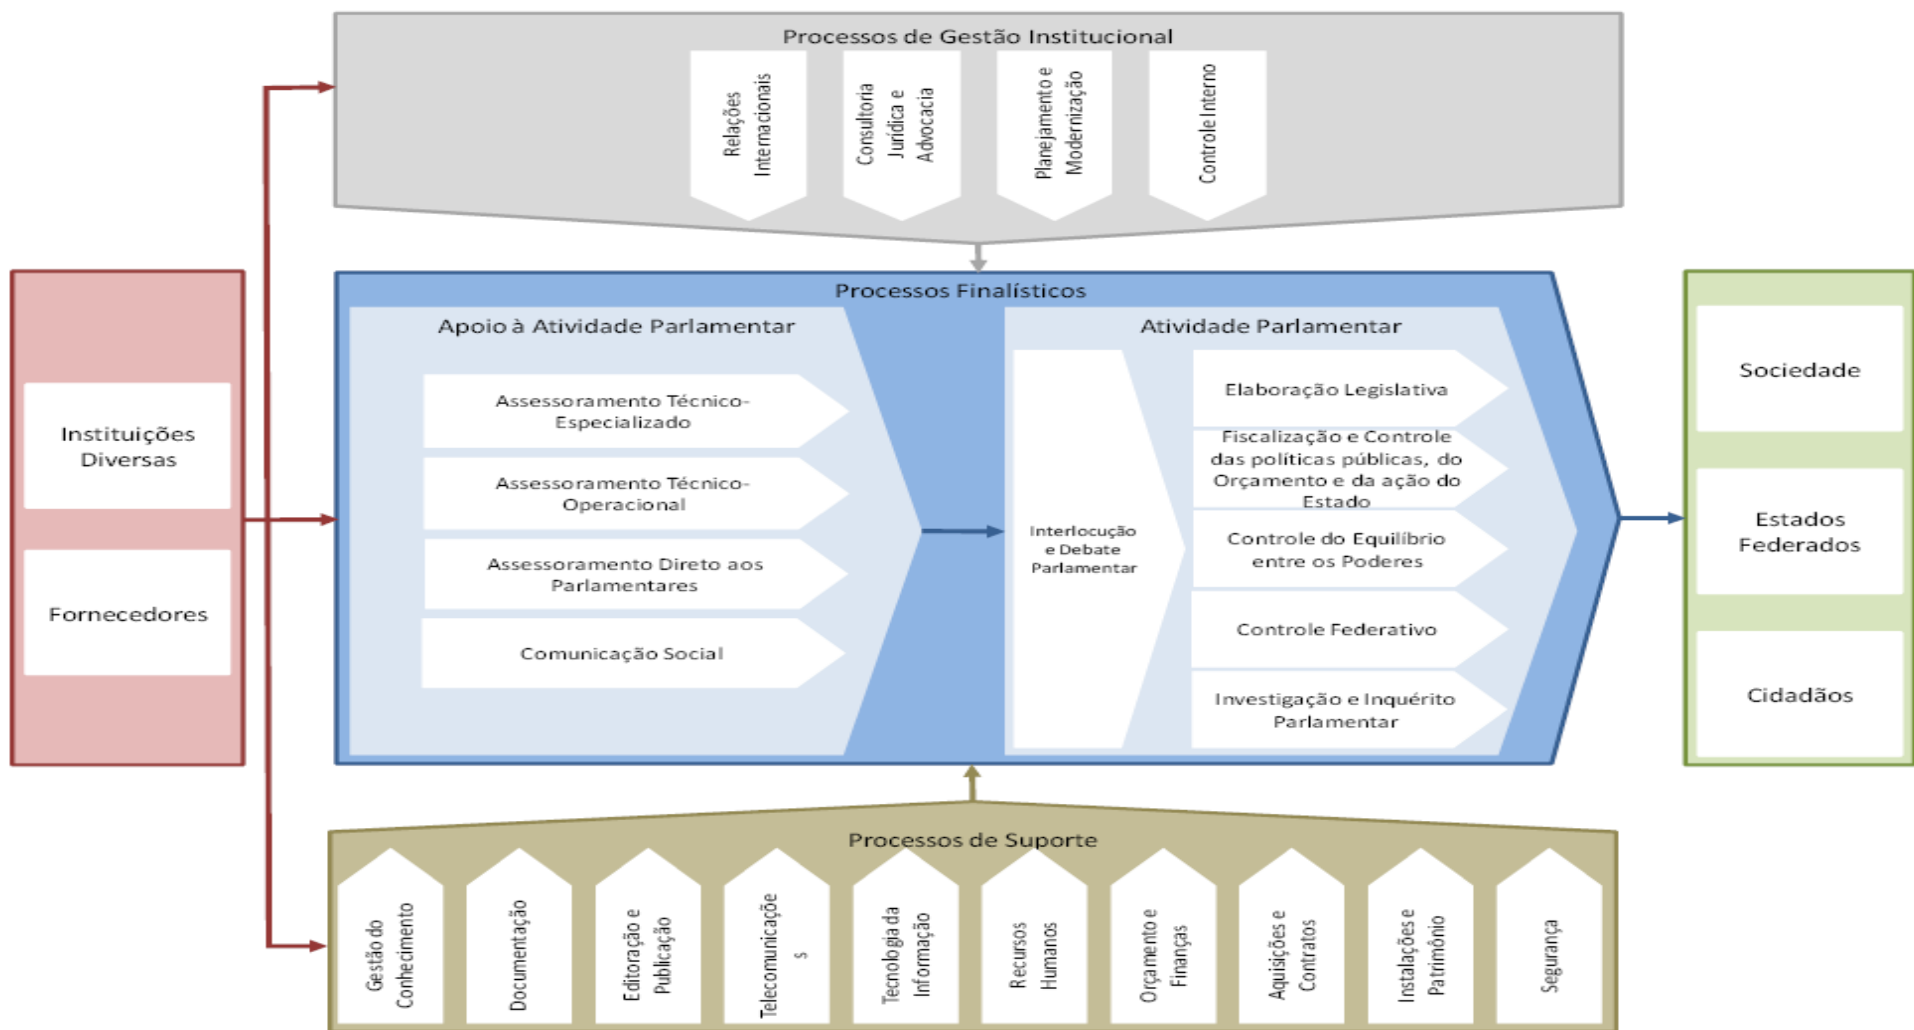 Processos de Gestão Institucional
Relações
Internacionais
Consultoria
Jurídica e
Advocacia
Planejamento e
Modernização
Controle Interno
Instituições
Diversas
Fornecedores
Processos Finalísticos
Apoio à Atividade Parlamentar
Assessoramento Técnico-
Especializado
Assessoramento Técnico-
Operacional
Assessoramento Direto aos
Parlamentares
Comunicação Social
Atividade Parlamentar
Interlocução
e Debate
Parlamentar
Elaboração Legislativa
Fiscalização e Controle
das políticas públicas, do
Orçamento e da ação do
Estado
Controle do Equilíbrio
entre os Poderes
Controle Federativo
Investigação e Inquérito
Parlamentar
Sociedade
Estados
Federados
Cidadãos
Processos de Suporte
Gestão do
Conhecimento
Documentação
Editoração e
Publicação
Telecomunicaçõe
s
Tecnologia da
Informação
Recursos
Humanos
Orçamento e
Finanças
Aquisições e
Contratos
Instalações e
Patrimônio
Segurança